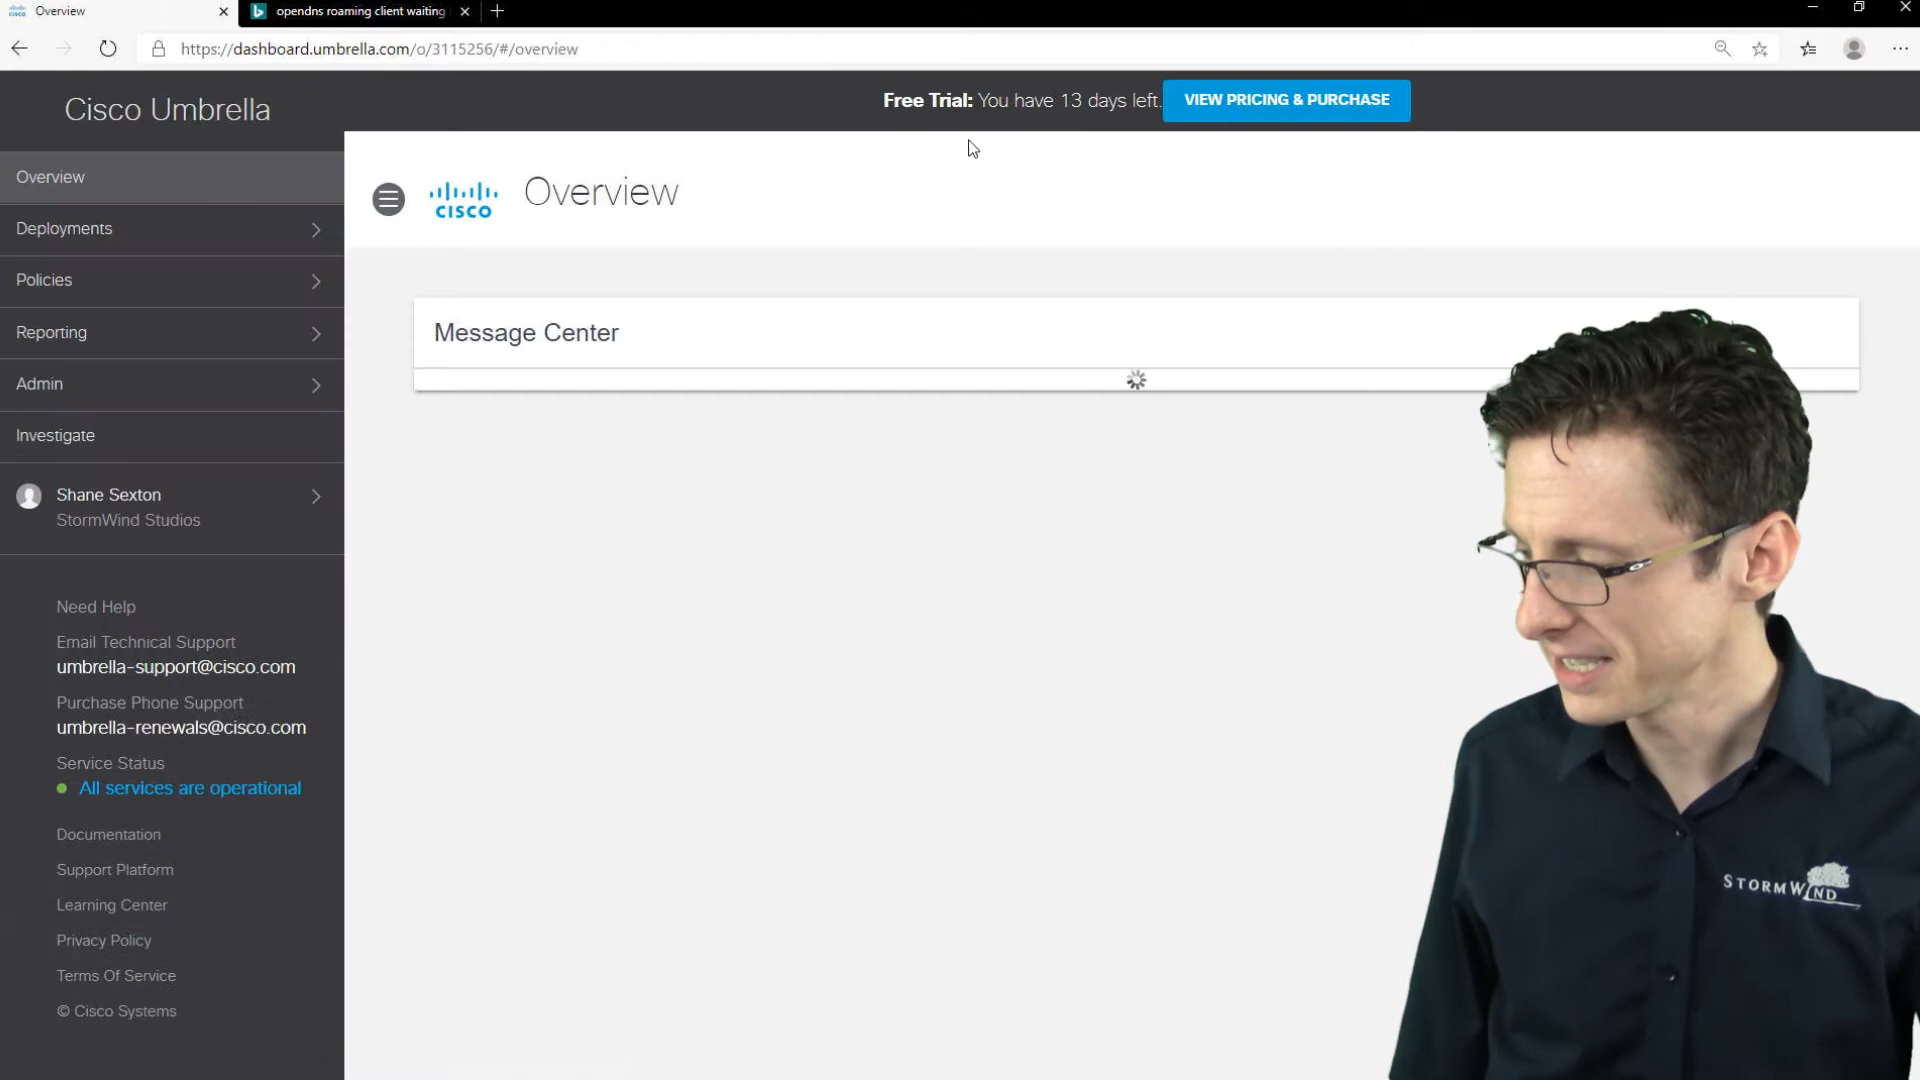 Overview
opendns roaming client waiting
https://dashboard.umbrella.com/o/3115256/#/overview
Cisco Umbrella
Free Trial: You have 13 days left.
VIEW PRICING & PURCHASE
Overview
Deployments
Policies
Reporting
Admin
Investigate
Shane Sexton
StormWind Studios
Need Help
Email Technical Support
umbrella-support@cisco.com
Purchase Phone Support
umbrella-renewals@cisco.com
Service Status
All services are operational
Documentation
Support Platform
Learning Center
Privacy Policy
Terms Of Service
© Cisco Systems
CISCO
Overview
Message Center
STORMWIND